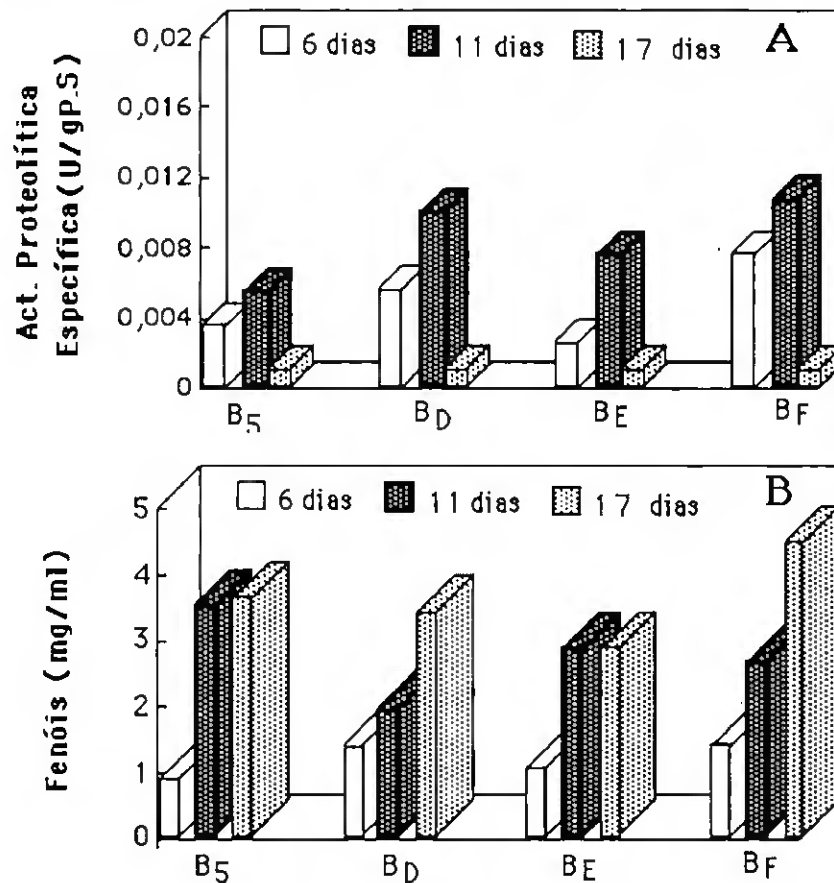 Act. Proteolítica
Específica (U/gP.S)
0,02
0,016
0,012
0,008
0,004
0
6 dias 11 dias 17 dias A
B5 BD BE BF
Fenóis (mg/ml)
5
4
3
2
1
0
6 dias 11 dias 17 dias B
B5 BD BE BF